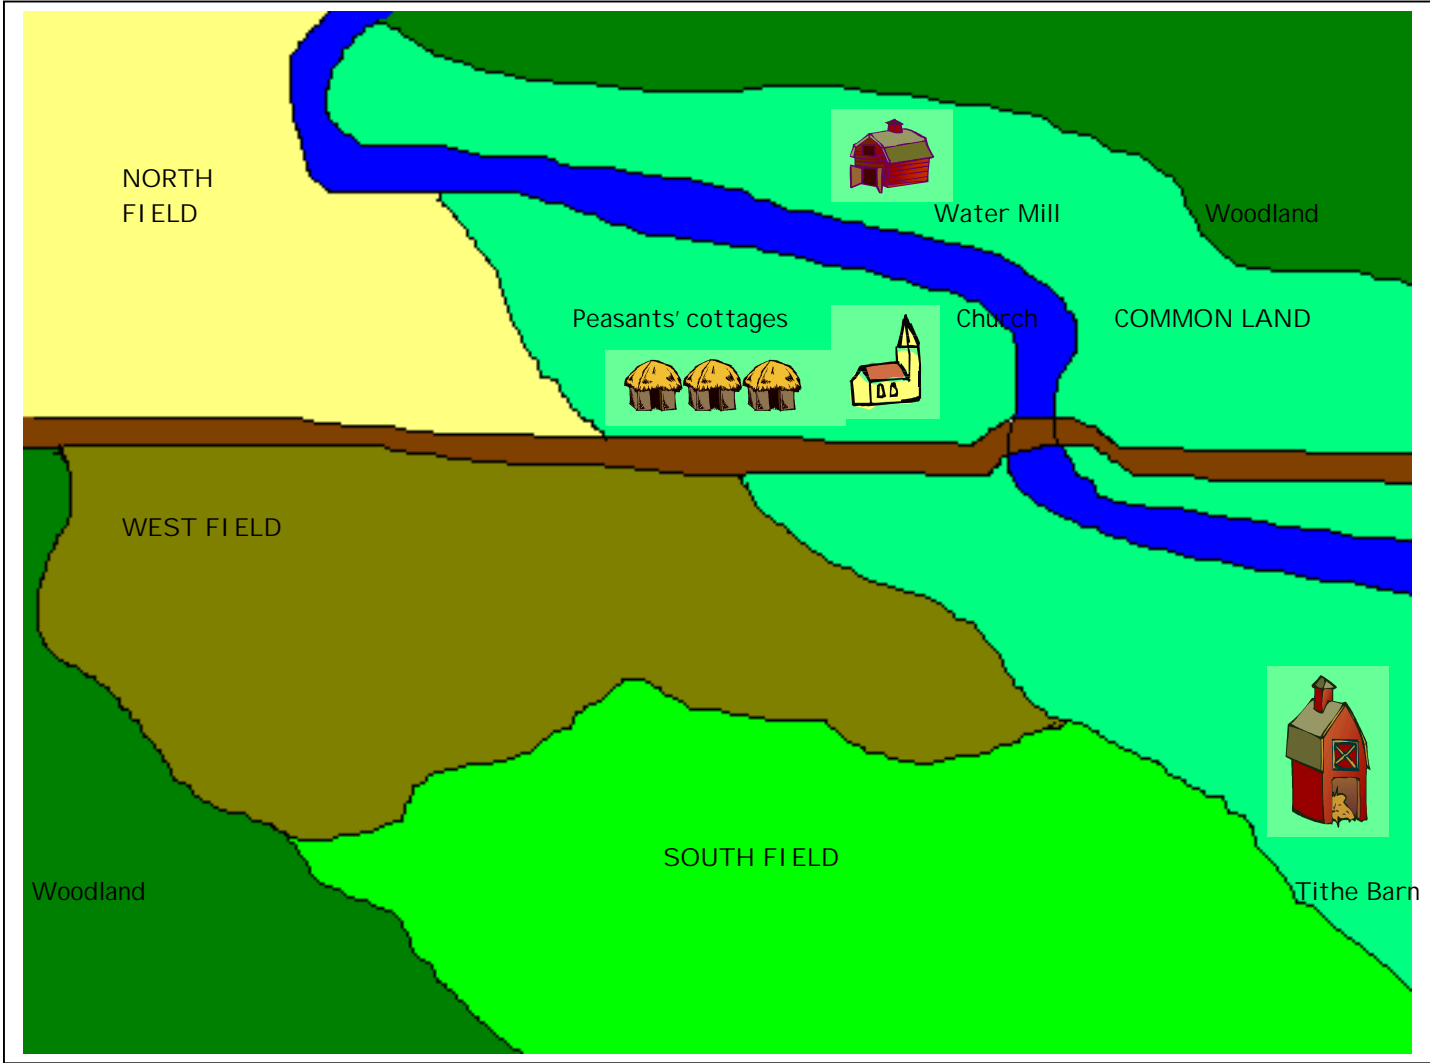 NORTH
FIELD
Water Mill
Woodland
Peasants' cottages
Church
COMMON LAND
WEST FIELD
SOUTH FIELD
Woodland
Tithe Barn